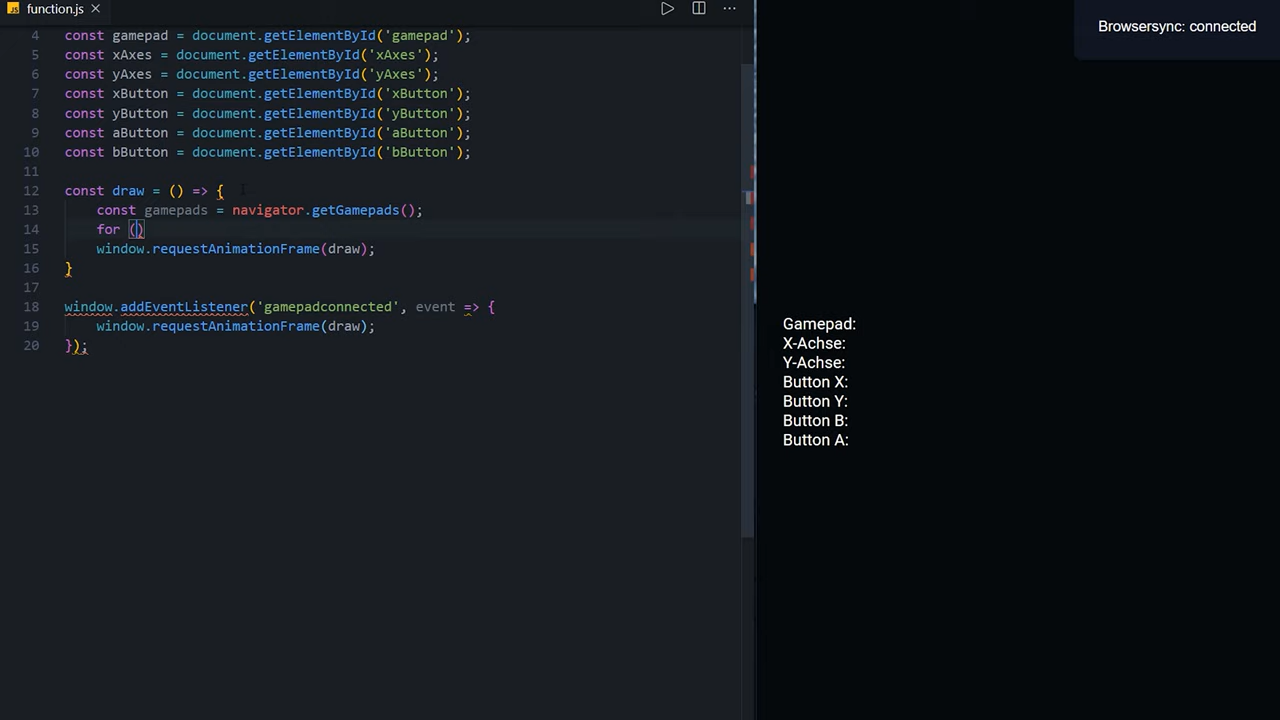 function.js
4 const gamepad = document.getElementById('gamepad');
5 const xAxes = document.getElementById('xAxes');
6 const yAxes = document.getElementById('yAxes');
7 const xButton = document.getElementById('xButton');
8 const yButton = document.getElementById('yButton');
9 const aButton = document.getElementById('aButton');
10 const bButton = document.getElementById('bButton');
11
12 const draw = () => {
13 const gamepads = navigator.getGamepads();
14 for ()
15 window.requestAnimationFrame(draw);
16 }
17
18 window.addEventListener('gamepadconnected', event => {
19 window.requestAnimationFrame(draw);
20 });
Browsersync: connected
Gamepad:
X-Achse:
Y-Achse:
Button X:
Button Y:
Button B:
Button A: